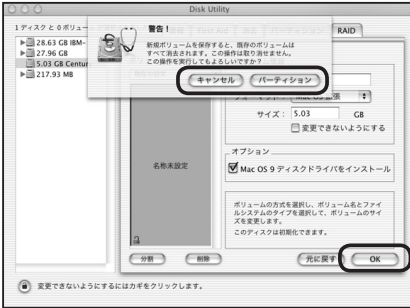 Disk Utility
1 ディスクと 0 ボリュー
RAID
28.63 GB IBM-
27.96 GB
5.03 GB Centur
217.93 MB
警告！
新規ボリュームを保存すると、既存のボリュームは
すべて消去されます。この操作は取り消せません。
この操作を実行してもよろしいですか？
キャンセル
パーティション
サイズ： 5.03 GB
変更できないようにする
名称未設定
オプション
Mac OS 9 ディスクドライバをインストール
ボリュームの方式を選択し、ボリューム名とファイ
ルシステムのタイプを選択して、ボリュームのサイ
ズを変更します。
このディスクは初期化できます。
分割
削除
元に戻す
OK
変更できないようにするにはカギをクリックします。